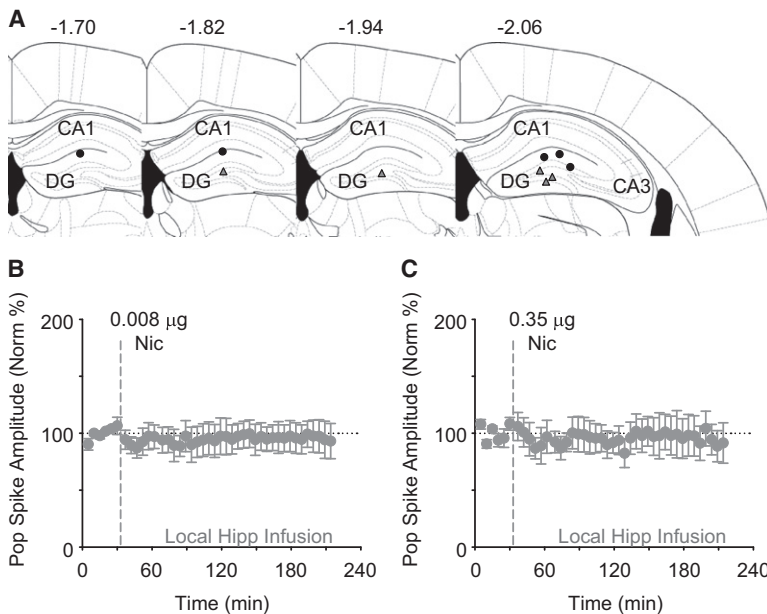 A
-1.70 -1.82 -1.94 -2.06
CA1 CA1 CA1 CA1
DG DG DG DG CA3
B
Pop Spike Amplitude (Norm %)
200
100
0
0.008 μg
Nic
Local Hipp Infusion
0 60 120 180 240
Time (min)
C
Pop Spike Amplitude (Norm %)
200
100
0
0.35 μg
Nic
Local Hipp Infusion
0 60 120 180 240
Time (min)